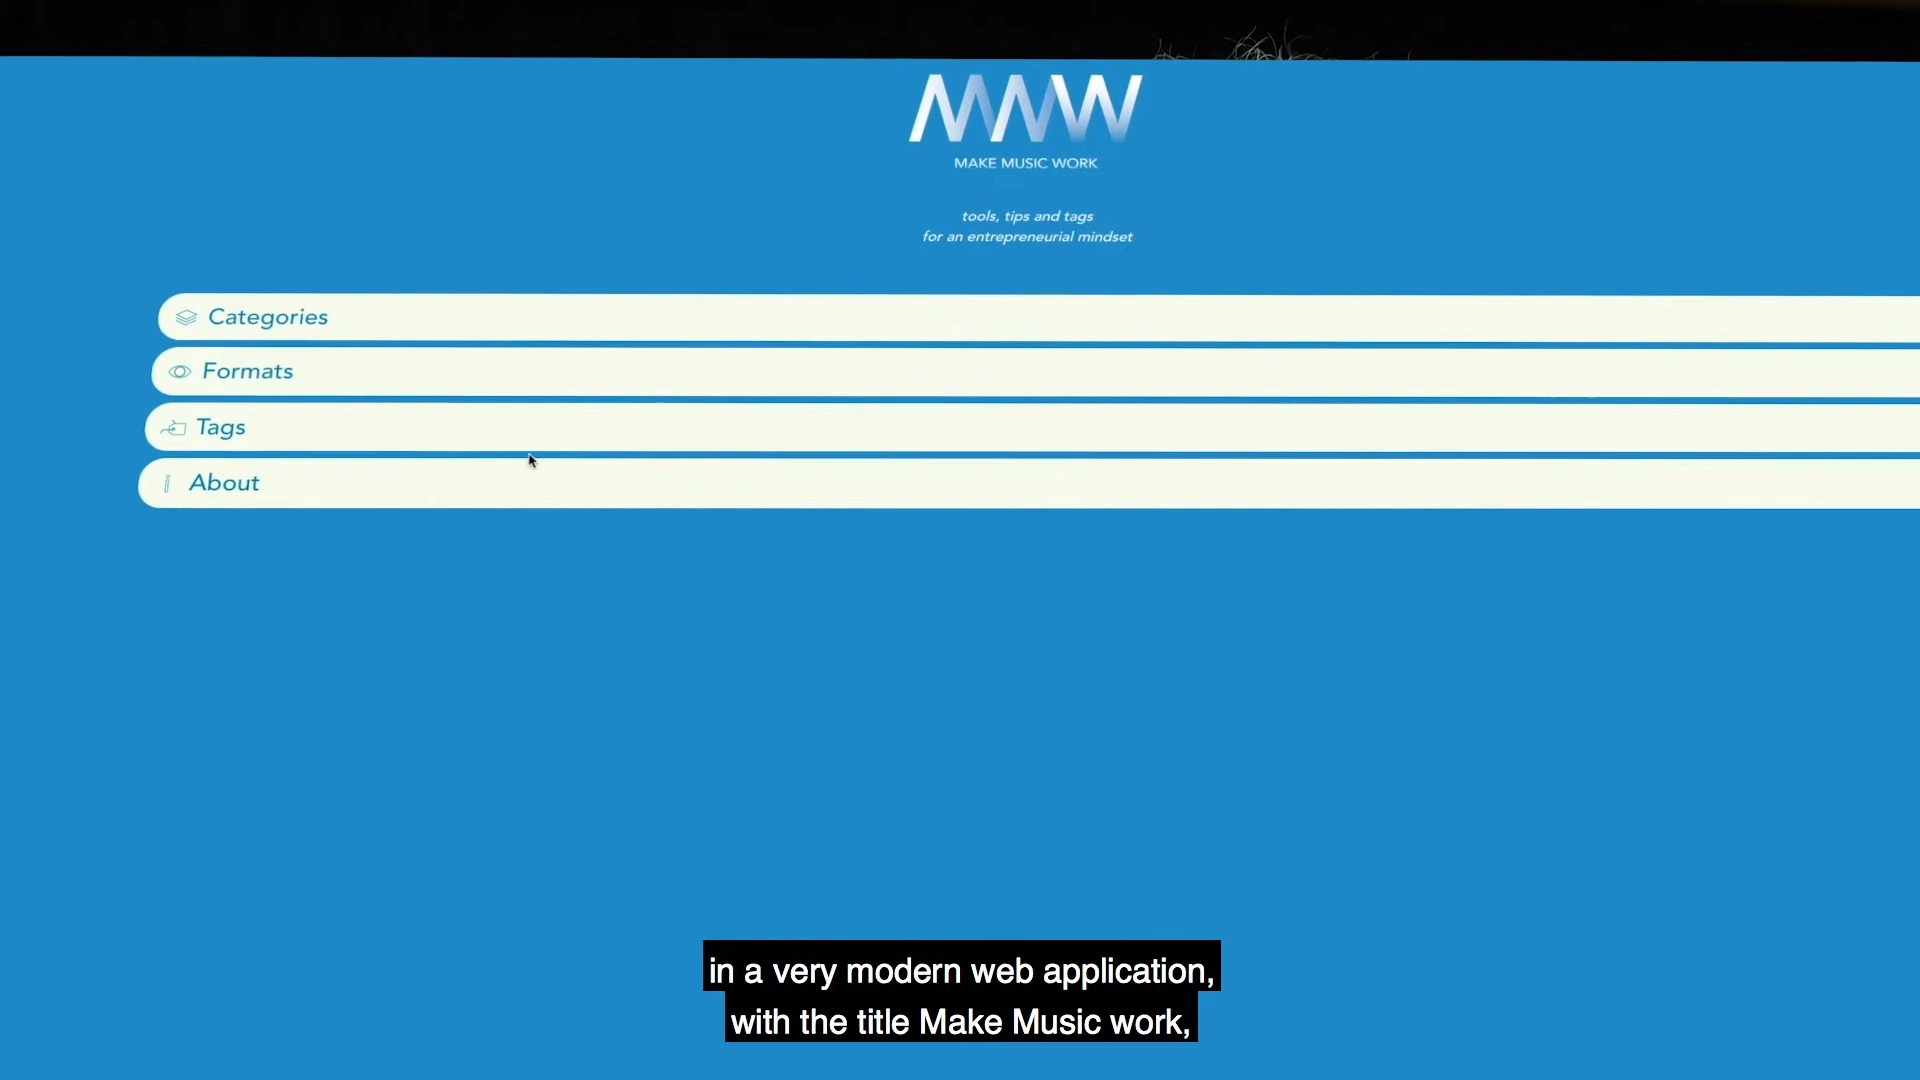 MMW
MAKE MUSIC WORK
tools, tips and tags
for an entrepreneurial mindset
Categories
Formats
Tags
About
in a very modern web application,
with the title Make Music work,